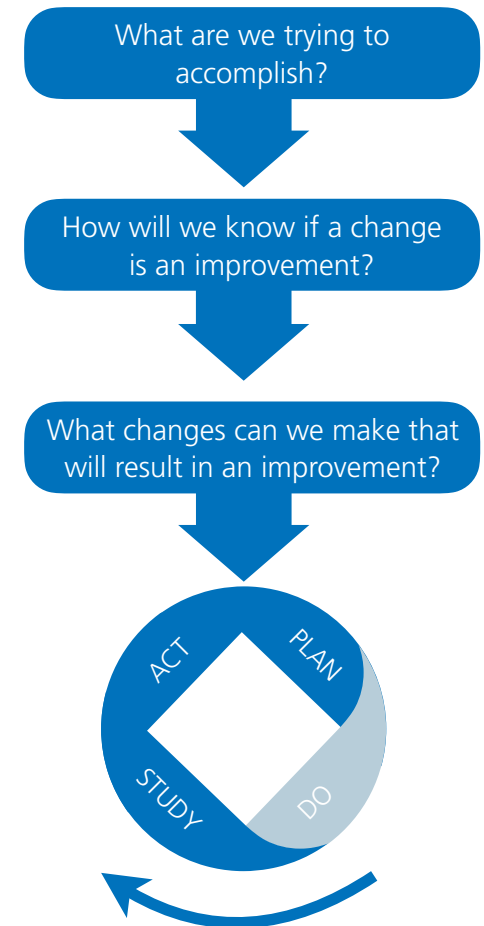 What are we trying to
accomplish?
How will we know if a change
is an improvement?
What changes can we make that
will result in an improvement?
ACT
PLAN
STUDY
DO